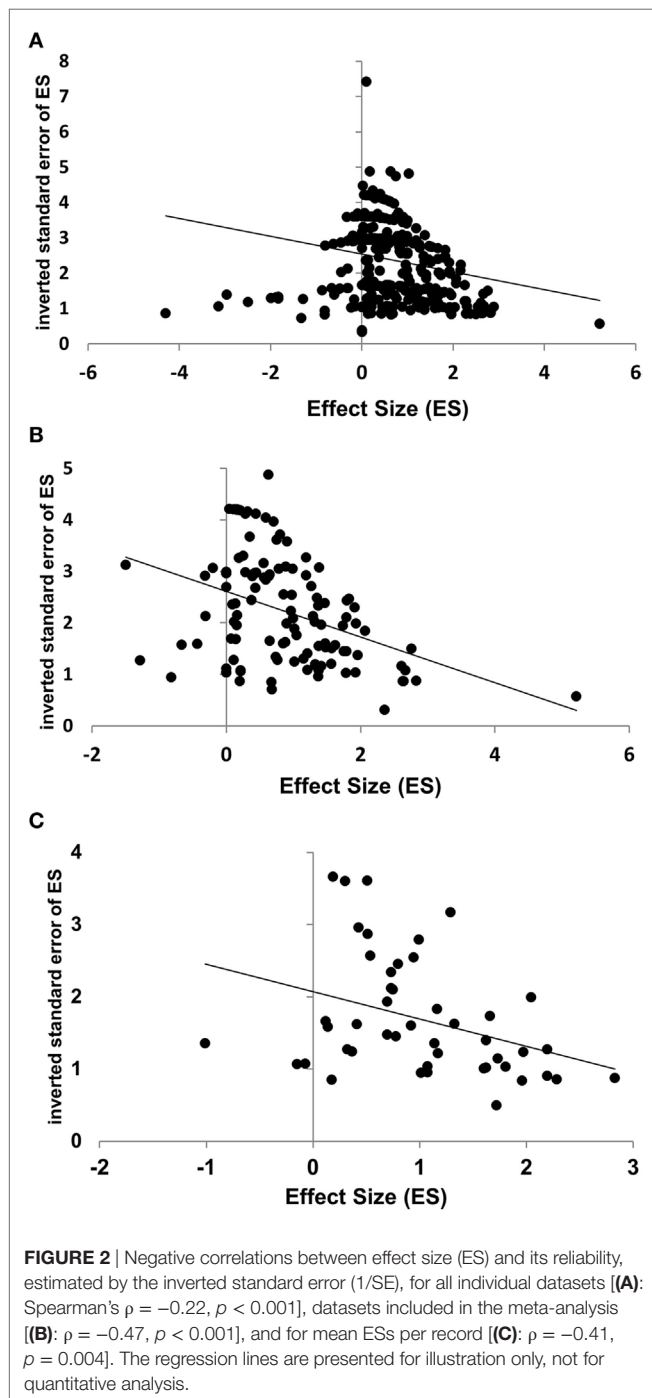 A
inverted standard error of ES
8
7
6
5
4
3
2
1
0
-6 -4 -2 0 2 4 6
Effect Size (ES)
B
inverted standard error of ES
5
4
3
2
1
0
-2 0 2 4 6
Effect Size (ES)
C
inverted standard error of ES
4
3
2
1
0
-2 -1 0 1 2 3
Effect Size (ES)
FIGURE 2 | Negative correlations between effect size (ES) and its reliability,
estimated by the inverted standard error (1/SE), for all individual datasets [(A):
Spearman's ρ = −0.22, p < 0.001], datasets included in the meta-analysis
[(B): ρ = −0.47, p < 0.001], and for mean ESs per record [(C): ρ = −0.41,
p = 0.004]. The regression lines are presented for illustration only, not for
quantitative analysis.